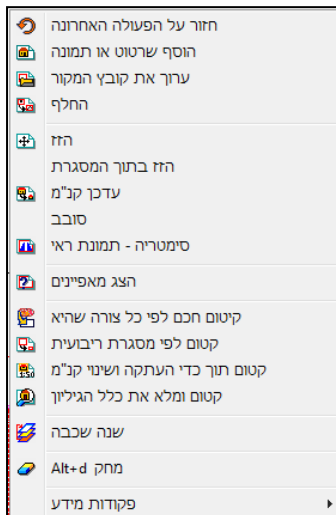 חזור על הפעולה האחרונה
הוסף שרטוט או תמונה
ערוך את קובץ המקור
החלף
הזז
הזז בתוך המסגרת
עדכן קנ"מ
סובב
סימטריה - תמונת ראי
הצג מאפיינים
קיטום חכם לפי כל צורה שהיא
קטום לפי מסגרת ריבועית
קטום תוך כדי העתקה ושינוי קנ"מ
קטום ומלא את כלל הגיליון
שנה שכבה
מחק Alt+d
פקודות מידע